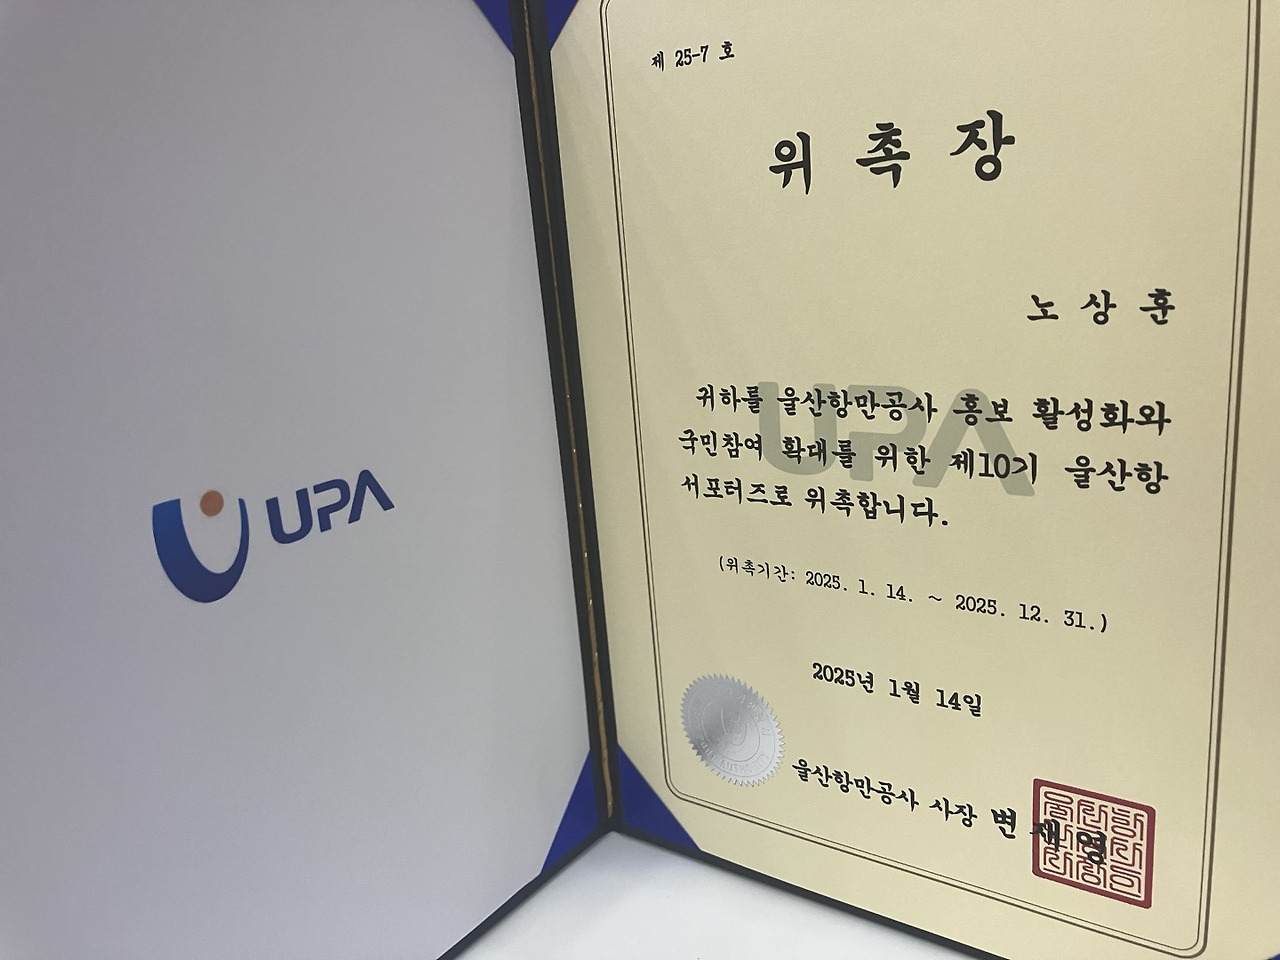 UPA
제 25-7 호
위 촉 장
노 상 훈
UPA
귀하를 울산항만공사 홍보 활성화와
국민참여 확대를 위한 제10기 울산항
서포터즈로 위촉합니다.
(위촉기간: 2025. 1. 14. ~ 2025. 12. 31.)
2025년 1월 14일
울산항만공사 사장 변 재 영